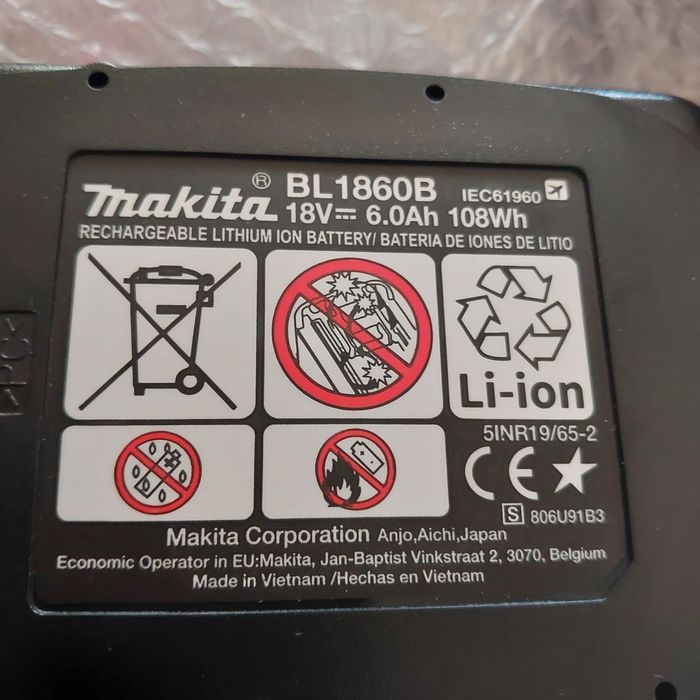 makita® BL1860B IEC61960
18V⎓ 6.0Ah 108Wh
RECHARGEABLE LITHIUM ION BATTERY/ BATERIA DE IONES DE LITIO
Li-ion
5INR19/65-2
CE
S 806U91B3
Makita Corporation Anjo,Aichi,Japan
Economic Operator in EU:Makita, Jan-Baptist Vinkstraat 2, 3070, Belgium
Made in Vietnam /Hechas en Vietnam